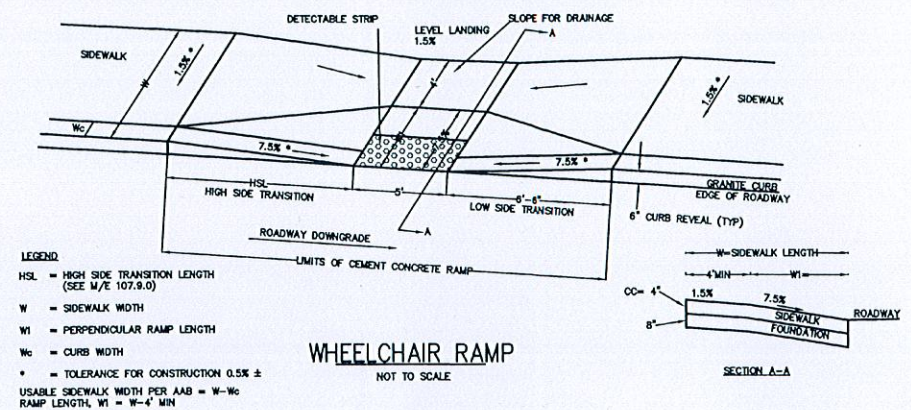 DETECTABLE STRIP
SLOPE FOR DRAINAGE
LEVEL LANDING
1.5%
A
SIDEWALK
1.5% *
W
4'
1.5% *
SIDEWALK
Wc
7.5% *
7.5% *
HSL
HIGH SIDE TRANSITION
5'
6'-6"
LOW SIDE TRANSITION
GRANITE CURB
EDGE OF ROADWAY
6" CURB REVEAL (TYP)
ROADWAY DOWNGRADE
A
LIMITS OF CEMENT CONCRETE RAMP
LEGEND
HSL = HIGH SIDE TRANSITION LENGTH
(SEE M/E 107.9.0)
W = SIDEWALK WIDTH
W1 = PERPENDICULAR RAMP LENGTH
Wc = CURB WIDTH
* = TOLERANCE FOR CONSTRUCTION 0.5% ±
USABLE SIDEWALK WIDTH PER AAB = W-Wc
RAMP LENGTH, W1 = W-4' MIN
WHEELCHAIR RAMP
NOT TO SCALE
W=SIDEWALK LENGTH
4'MIN
W1
CC= 4"
1.5%
7.5%
ROADWAY
SIDEWALK
8"
FOUNDATION
SECTION A-A